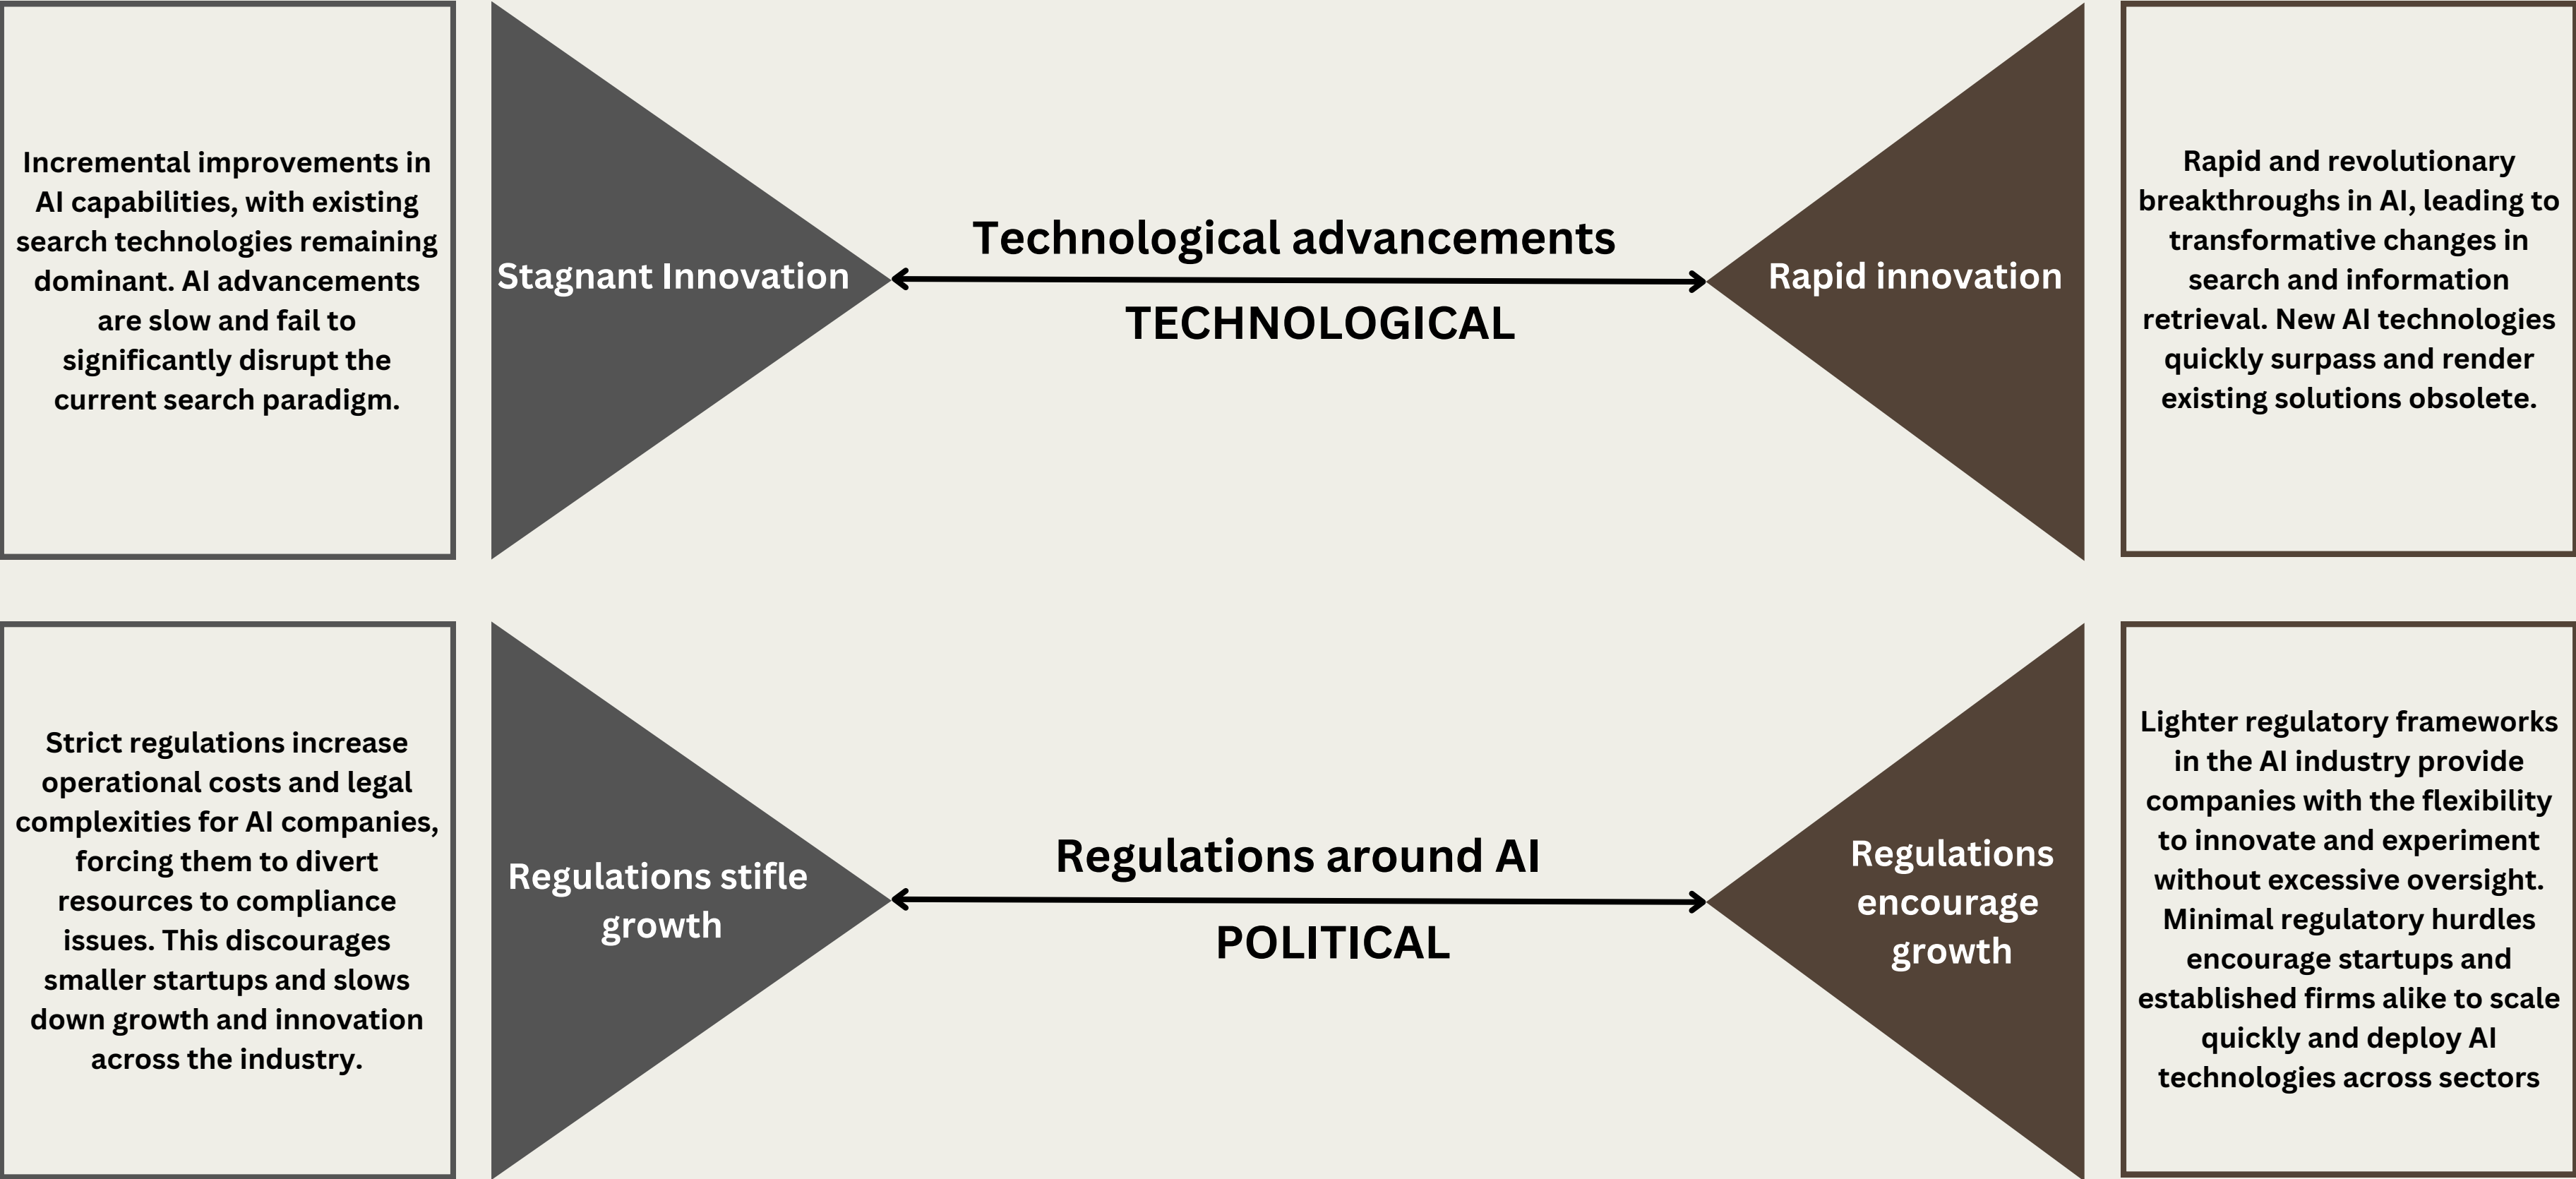 Incremental improvements in
AI capabilities, with existing
search technologies remaining
dominant. AI advancements
are slow and fail to
significantly disrupt the
current search paradigm.
Stagnant Innovation
Technological advancements
TECHNOLOGICAL
Rapid innovation
Rapid and revolutionary
breakthroughs in AI, leading to
transformative changes in
search and information
retrieval. New AI technologies
quickly surpass and render
existing solutions obsolete.
Strict regulations increase
operational costs and legal
complexities for AI companies,
forcing them to divert
resources to compliance
issues. This discourages
smaller startups and slows
down growth and innovation
across the industry.
Regulations stifle
growth
Regulations around AI
POLITICAL
Regulations
encourage
growth
Lighter regulatory frameworks
in the AI industry provide
companies with the flexibility
to innovate and experiment
without excessive oversight.
Minimal regulatory hurdles
encourage startups and
established firms alike to scale
quickly and deploy AI
technologies across sectors